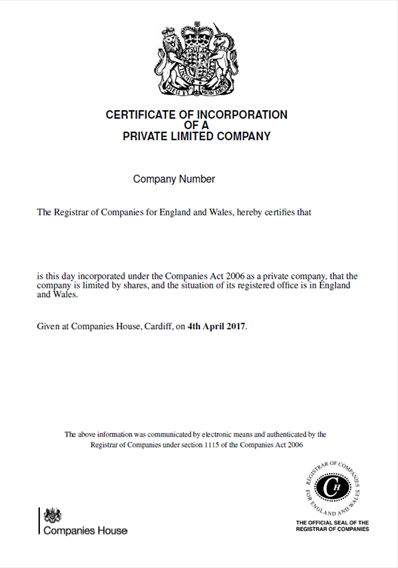 CERTIFICATE OF INCORPORATION
OF A
PRIVATE LIMITED COMPANY
Company Number
The Registrar of Companies for England and Wales, hereby certifies that
is this day incorporated under the Companies Act 2006 as a private company, that the
company is limited by shares, and the situation of its registered office is in England
and Wales.
Given at Companies House, Cardiff, on 4th April 2017.
The above information was communicated by electronic means and authenticated by the
Registrar of Companies under section 1115 of the Companies Act 2006
Companies House
REGISTRAR OF COMPANIES
FOR ENGLAND AND WALES
CH
THE OFFICIAL SEAL OF THE
REGISTRAR OF COMPANIES